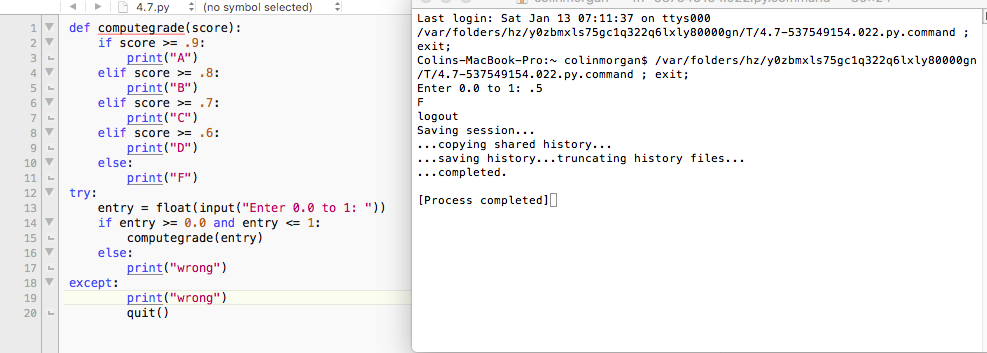 4.7.py (no symbol selected)
1 def computegrade(score):
2 if score >= .9:
3 print("A")
4 elif score >= .8:
5 print("B")
6 elif score >= .7:
7 print("C")
8 elif score >= .6:
9 print("D")
10 else:
11 print("F")
12 try:
13 entry = float(input("Enter 0.0 to 1: "))
14 if entry >= 0.0 and entry <= 1:
15 computegrade(entry)
16 else:
17 print("wrong")
18 except:
19 print("wrong")
20 quit()
Last login: Sat Jan 13 07:11:37 on ttys000
/var/folders/hz/y0zbmxls75gc1q322q6lxly80000gn/T/4.7-537549154.022.py.command ;
exit;
Colins-MacBook-Pro:~ colinmorgan$ /var/folders/hz/y0zbmxls75gc1q322q6lxly80000gn
/T/4.7-537549154.022.py.command ; exit;
Enter 0.0 to 1: .5
F
logout
Saving session...
...copying shared history...
...saving history...truncating history files...
...completed.
[Process completed]